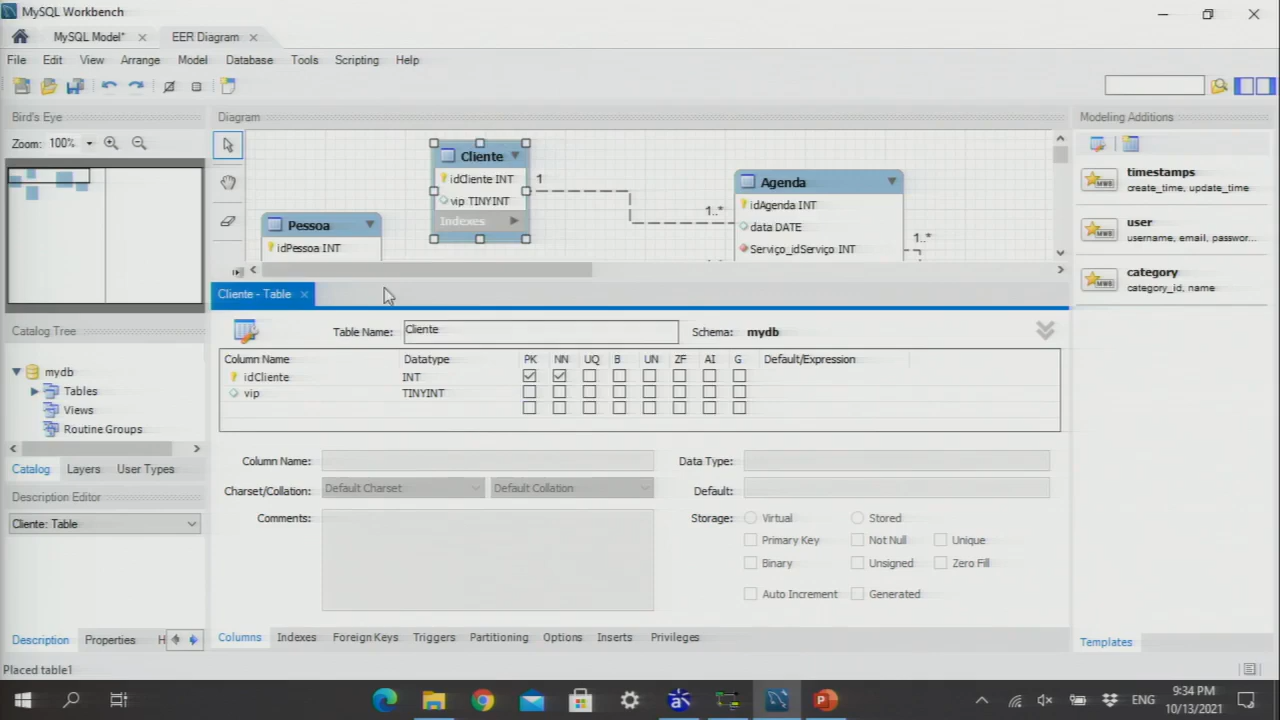 MySQL Workbench
MySQL Model*
EER Diagram
File Edit View Arrange Model Database Tools Scripting Help
Bird's Eye
Diagram
Modeling Additions
Zoom: 100%
Cliente
idCliente INT
vip TINYINT
Indexes
1
1..*
Agenda
idAgenda INT
data DATE
Serviço_idServiço INT
1..*
Pessoa
idPessoa INT
timestamps
create_time, update_time
user
username, email, passwor...
category
category_id, name
Cliente - Table
Catalog Tree
mydb
Tables
Views
Routine Groups
Catalog Layers User Types
Description Editor
Cliente: Table
Table Name: Cliente Schema: mydb
Column Name Datatype PK NN UQ B UN ZF AI G Default/Expression
idCliente INT
vip TINYINT
Column Name: Data Type:
Charset/Collation: Default Charset Default Collation Default:
Comments: Storage: Virtual Stored
Primary Key Not Null Unique
Binary Unsigned Zero Fill
Auto Increment Generated
Description Properties H
Columns Indexes Foreign Keys Triggers Partitioning Options Inserts Privileges
Templates
Placed table1
ENG
9:34 PM
10/13/2021